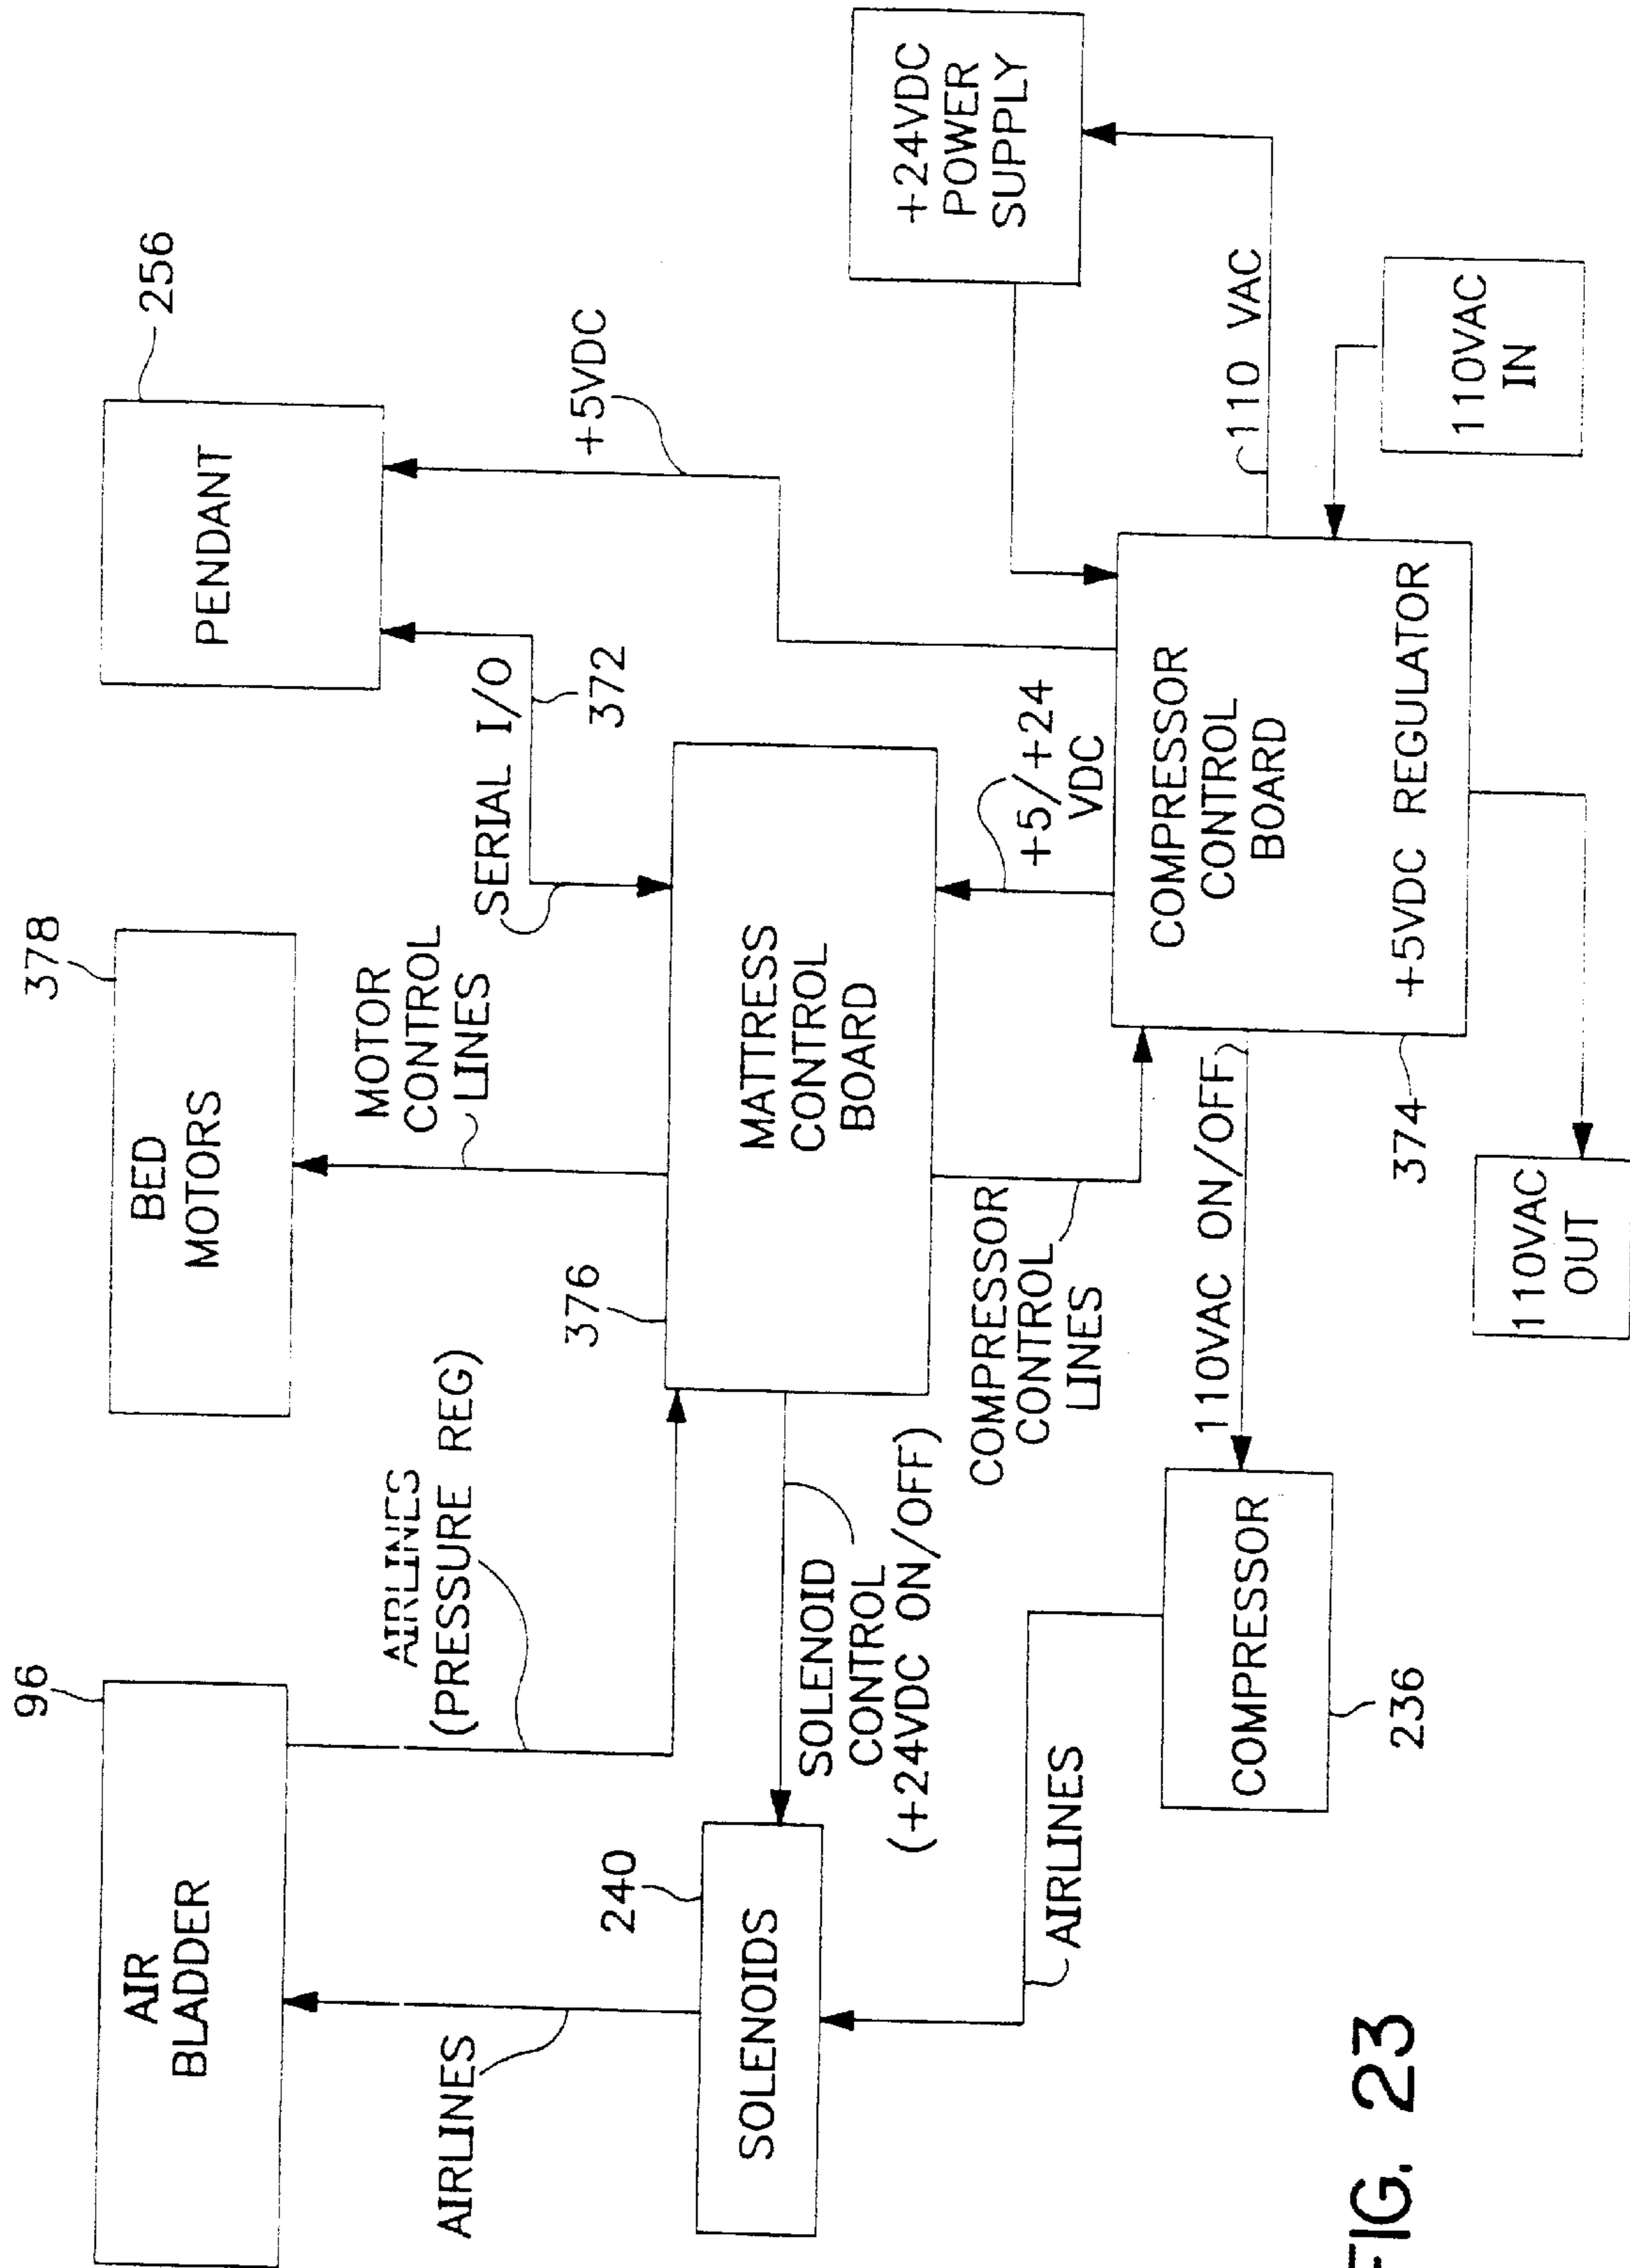 96
AIR
BLADDER
AIRLINES
AIRLINES
(PRESSURE REG)
378
BED
MOTORS
MOTOR
CONTROL
LINES
256
PENDANT
SERIAL I/O
372
+5VDC
240
SOLENOIDS
SOLENOID
CONTROL
(+24VDC ON/OFF)
376
MATTRESS
CONTROL
BOARD
+5/+24
VDC
+24VDC
POWER
SUPPLY
AIRLINES
COMPRESSOR
CONTROL
LINES
COMPRESSOR
236
110VAC ON/OFF
COMPRESSOR
CONTROL
BOARD
+5VDC REGULATOR
374
110 VAC
110VAC
IN
110VAC
OUT
FIG. 23